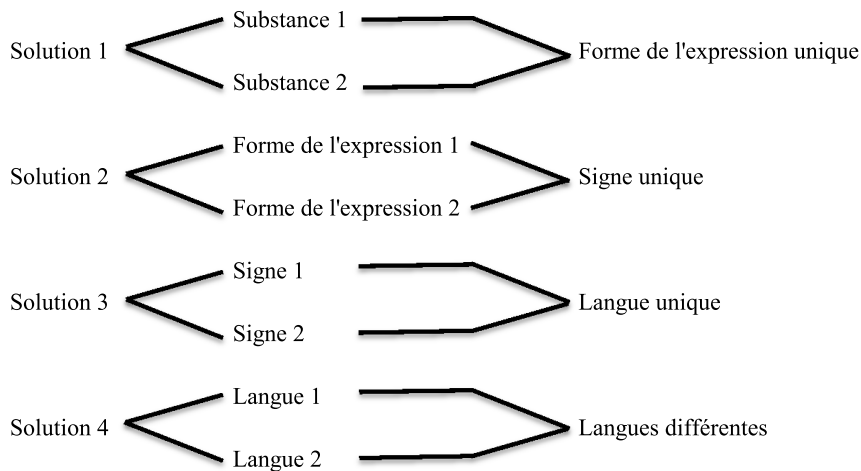 Substance 1
Solution 1
Forme de l'expression unique
Substance 2
Forme de l'expression 1
Solution 2
Signe unique
Forme de l'expression 2
Signe 1
Solution 3
Langue unique
Signe 2
Langue 1
Solution 4
Langues différentes
Langue 2